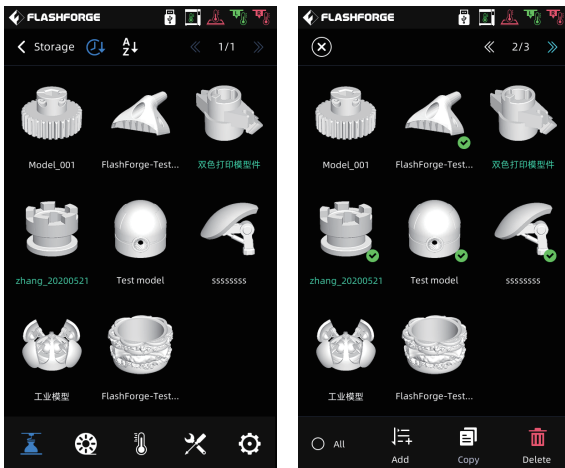 FLASHFORGE
Storage
A
Z
1/1
Model_001
FlashForge-Test...
双色打印模型件
zhang_20200521
Test model
ssssssss
工业模型
FlashForge-Test...
FLASHFORGE
2/3
Model_001
FlashForge-Test...
双色打印模型件
zhang_20200521
Test model
ssssssss
工业模型
FlashForge-Test...
All
Add
Copy
Delete